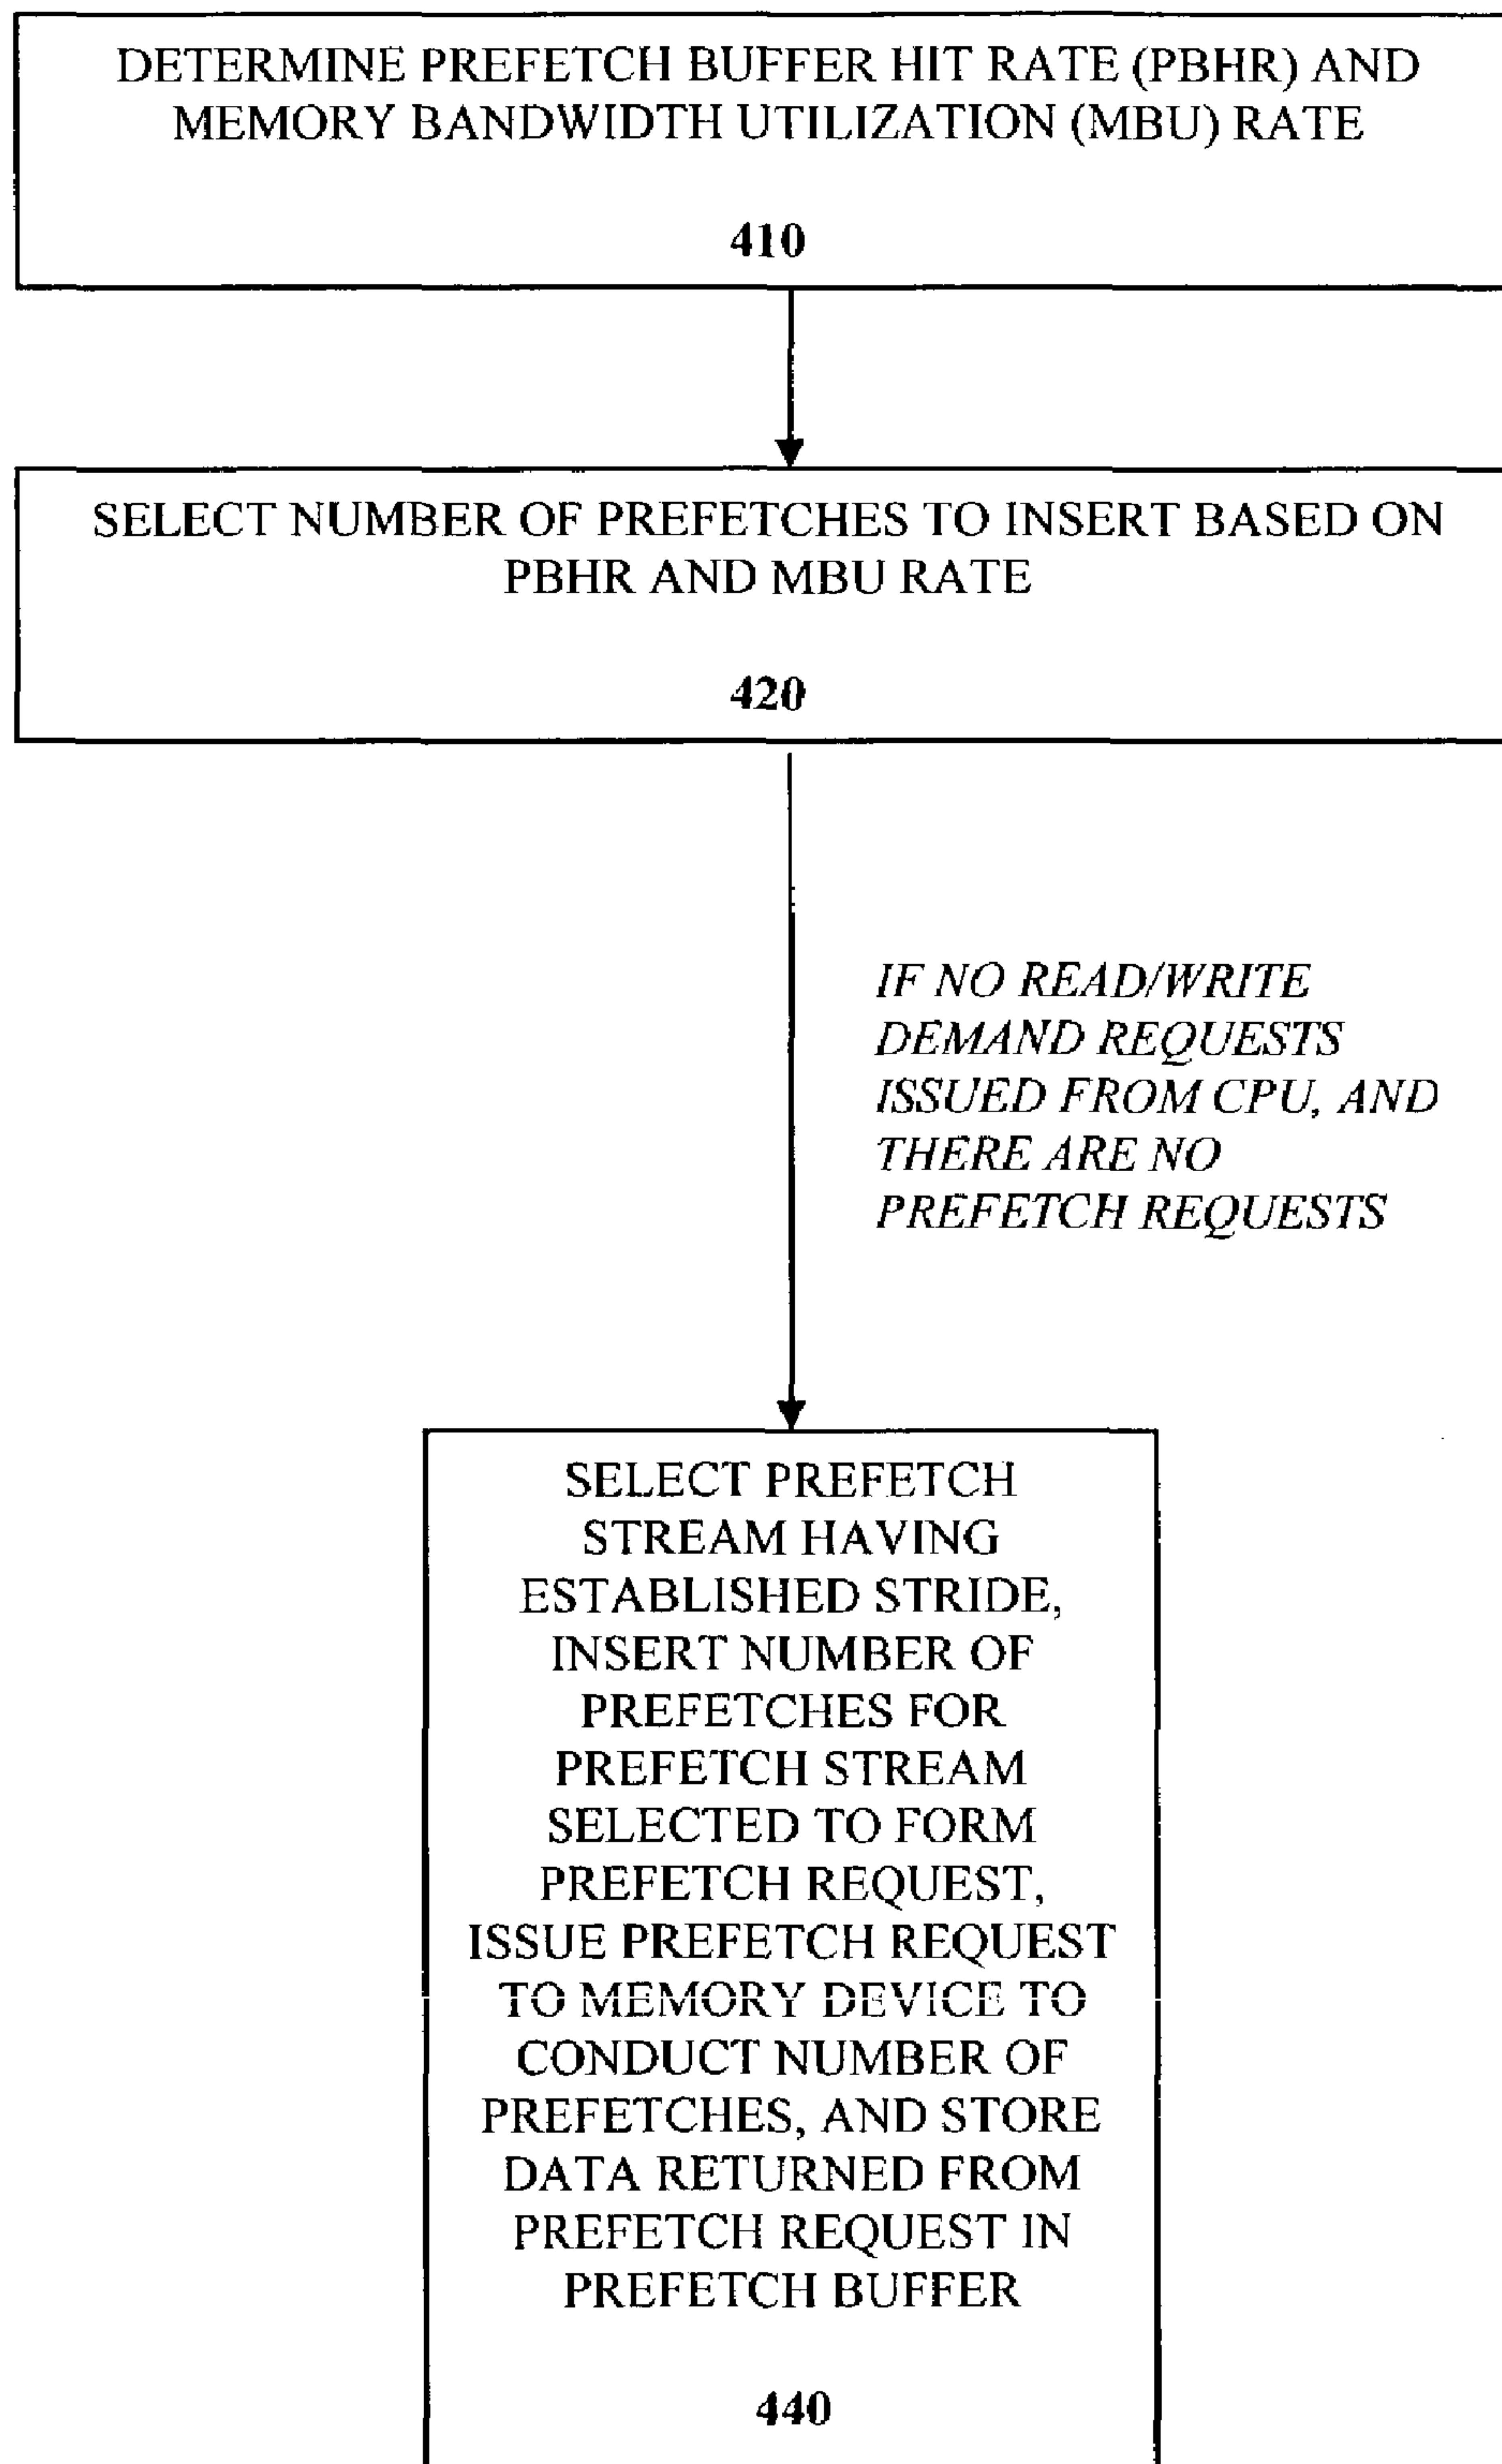 DETERMINE PREFETCH BUFFER HIT RATE (PBHR) AND
MEMORY BANDWIDTH UTILIZATION (MBU) RATE
410
SELECT NUMBER OF PREFETCHES TO INSERT BASED ON
PBHR AND MBU RATE
420
IF NO READ/WRITE
DEMAND REQUESTS
ISSUED FROM CPU, AND
THERE ARE NO
PREFETCH REQUESTS
SELECT PREFETCH
STREAM HAVING
ESTABLISHED STRIDE,
INSERT NUMBER OF
PREFETCHES FOR
PREFETCH STREAM
SELECTED TO FORM
PREFETCH REQUEST,
ISSUE PREFETCH REQUEST
TO MEMORY DEVICE TO
CONDUCT NUMBER OF
PREFETCHES, AND STORE
DATA RETURNED FROM
PREFETCH REQUEST IN
PREFETCH BUFFER
440